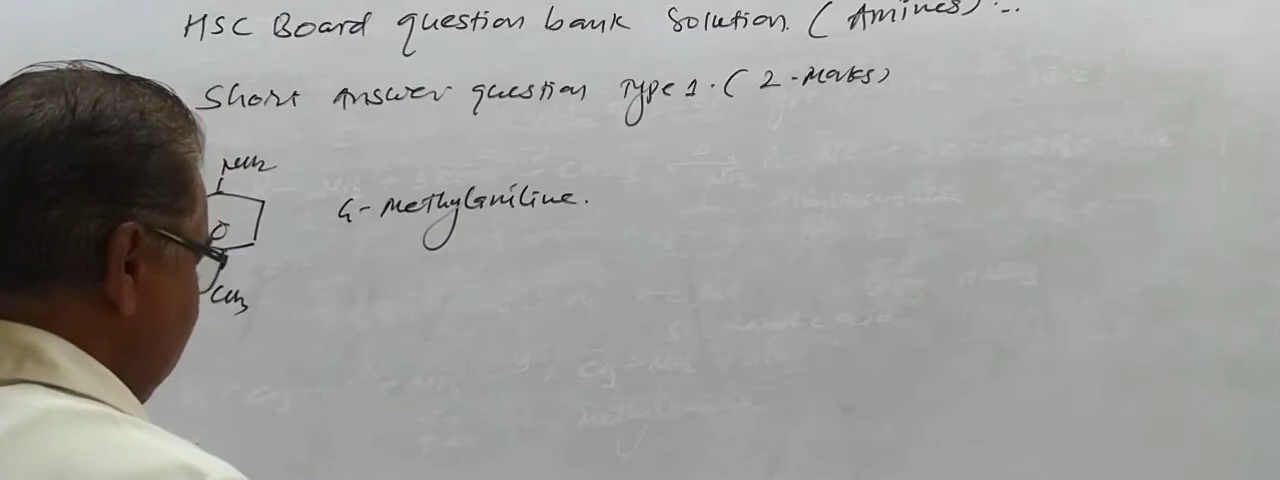 HSC Board question bank Solution. (Amines)...
Short Answer question Type 1. (2-Marks)
NH2
4-Methylaniline.
CH3